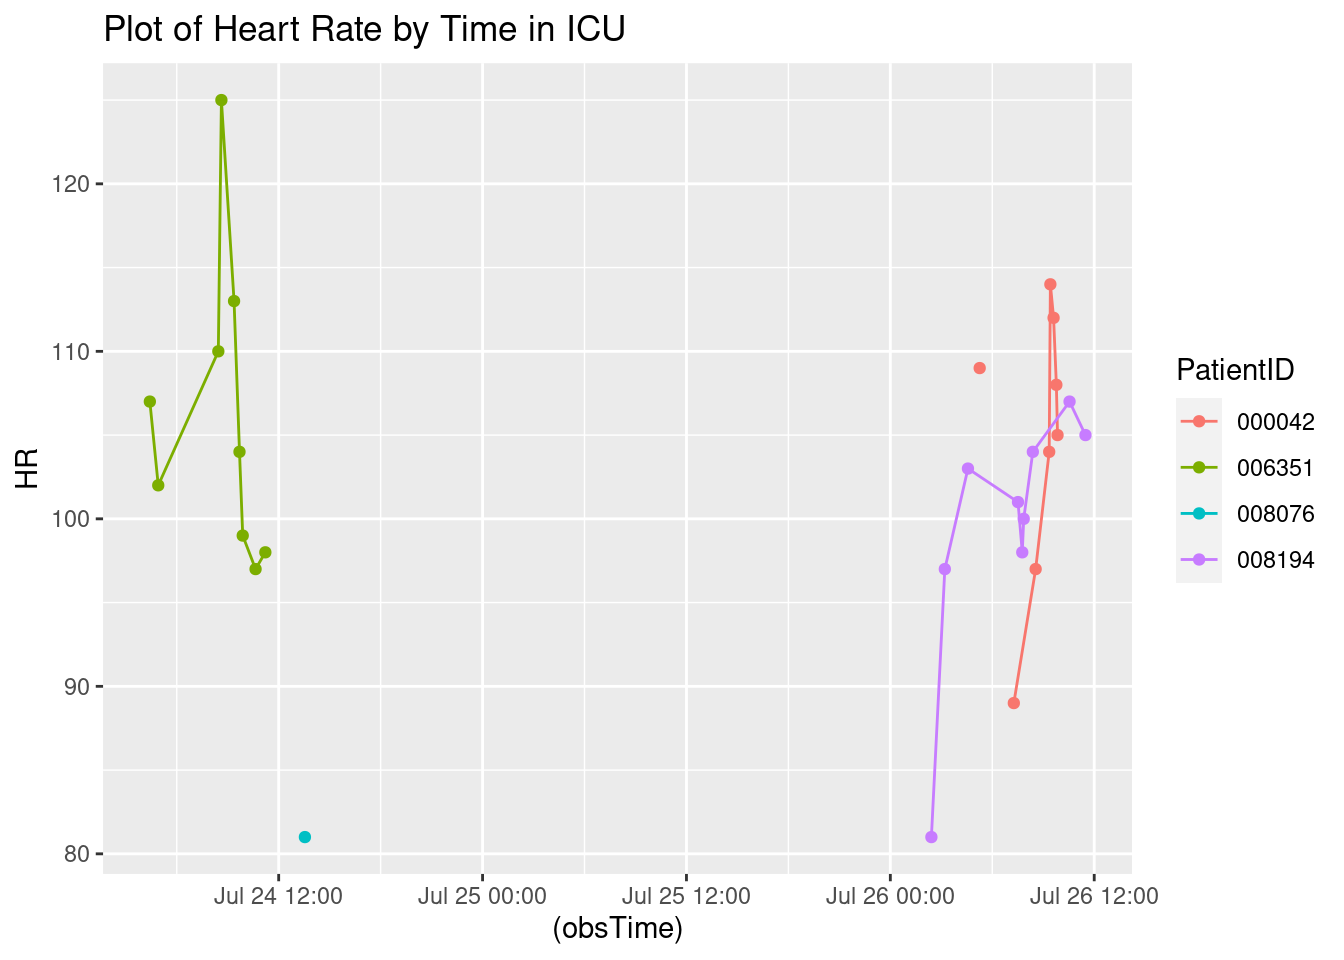 Plot of Heart Rate by Time in ICU
120
110
100
90
80
HR
Jul 24 12:00 Jul 25 00:00 Jul 25 12:00 Jul 26 00:00 Jul 26 12:00
(obsTime)
PatientID
000042
006351
008076
008194